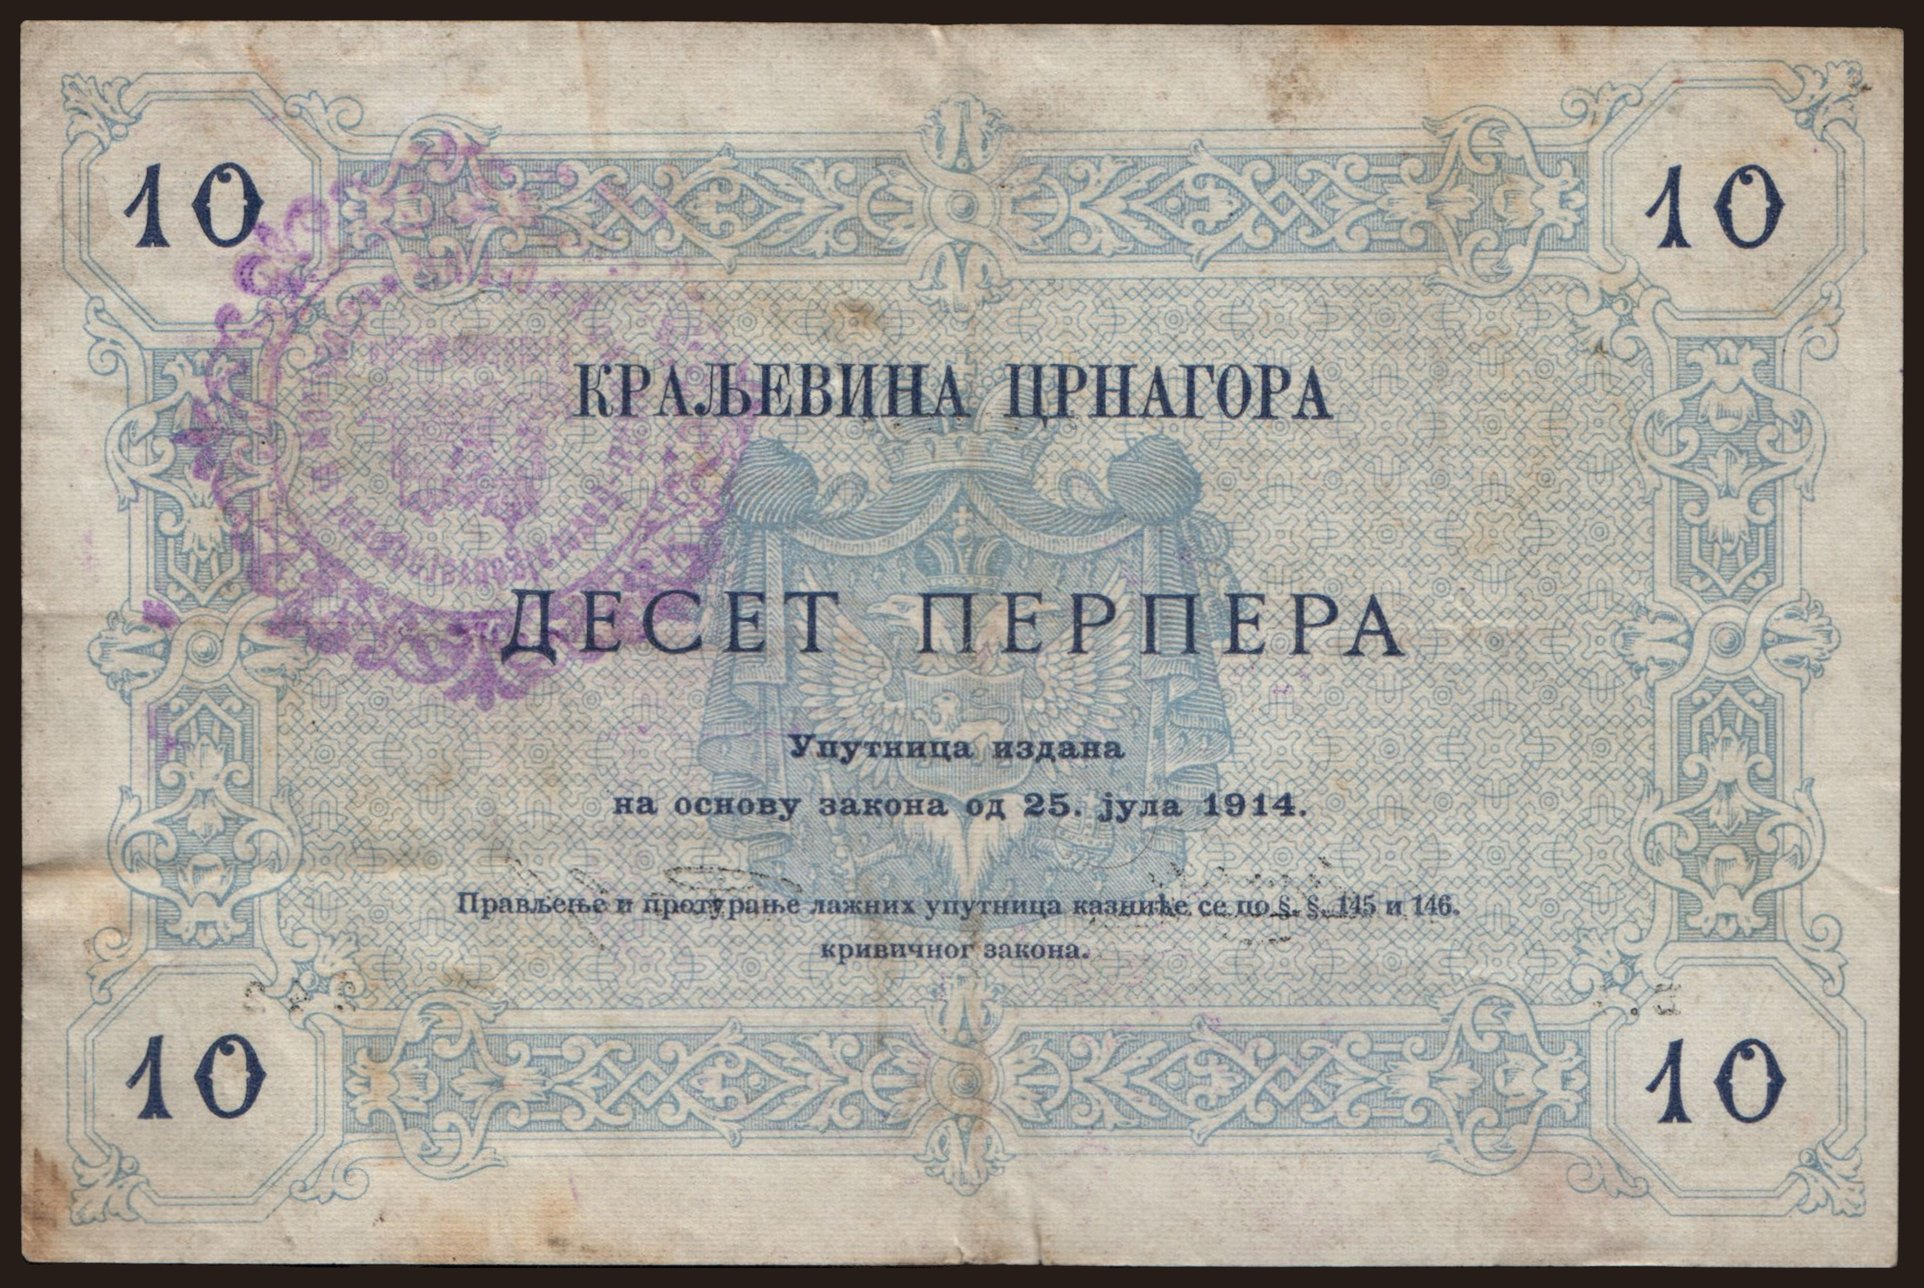 10 10
КРАЉЕВИНА ЦРНАГОРА
ДЕСЕТ ПЕРПЕРА
Упутница издана
на основу закона од 25. јула 1914.
Прављење и протурање лажних упутница казниће се по §. §. 145 и 146.
кривичног закона.
10 10